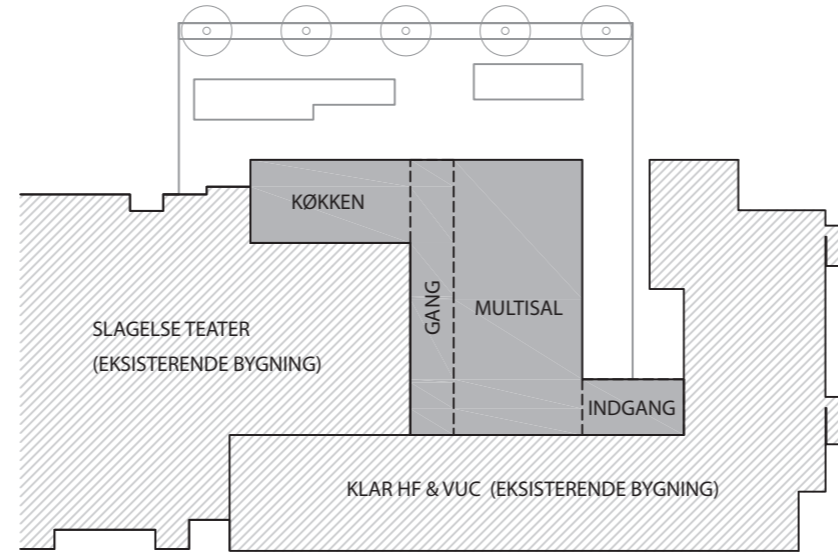 KØKKEN
GANG
MULTISAL
SLAGELSE TEATER
(EKSISTERENDE BYGNING)
INDGANG
KLAR HF & VUC (EKSISTERENDE BYGNING)